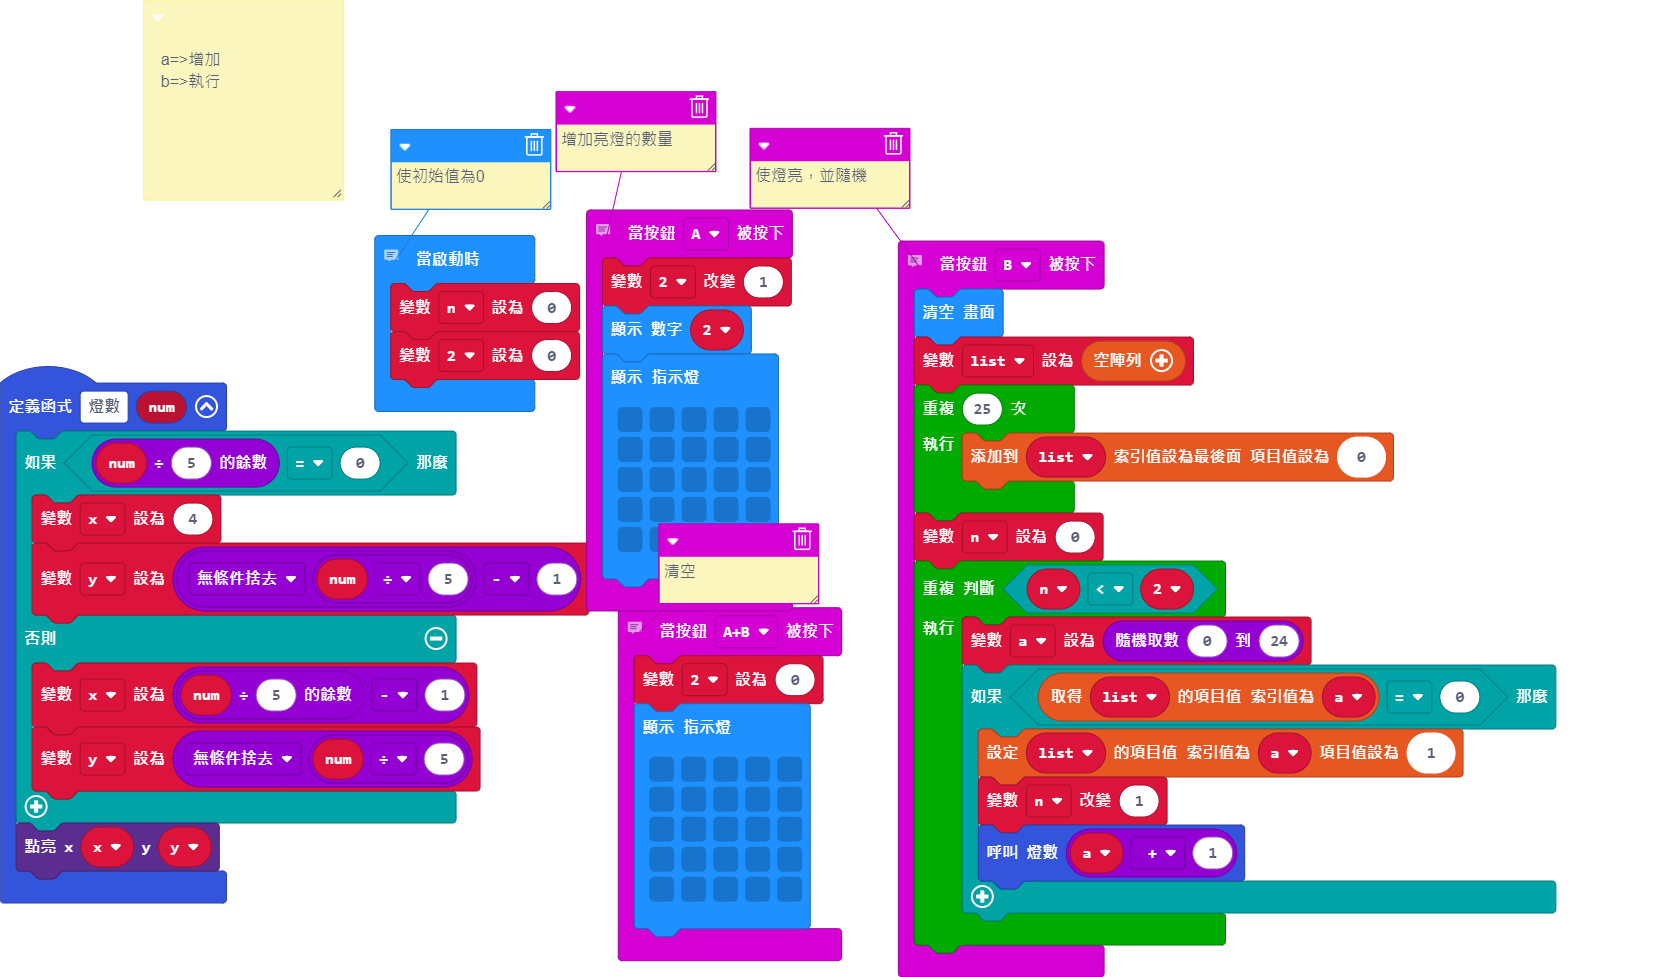 a=>增加
b=>執行
使初始值為0
當啟動時
變數 n 設為 0
變數 2 設為 0
增加亮燈的數量
當按鈕 A 被按下
變數 2 改變 1
顯示 數字 2
顯示 指示燈
清空
當按鈕 A+B 被按下
變數 2 設為 0
顯示 指示燈
使燈亮，並隨機
當按鈕 B 被按下
清空 畫面
變數 list 設為 空陣列
重複 25 次
執行
添加到 list 索引值設為最後面 項目值設為 0
變數 n 設為 0
重複 判斷 n < 2
執行
變數 a 設為 隨機取數 0 到 24
如果 取得 list 的項目值 索引值為 a = 0 那麼
設定 list 的項目值 索引值為 a 項目值設為 1
變數 n 改變 1
呼叫 燈數 a + 1
定義函式 燈數 num
如果 num ÷ 5 的餘數 = 0 那麼
變數 x 設為 4
變數 y 設為 無條件捨去 num ÷ 5 - 1
否則
變數 x 設為 num ÷ 5 的餘數 - 1
變數 y 設為 無條件捨去 num ÷ 5
點亮 x x y y